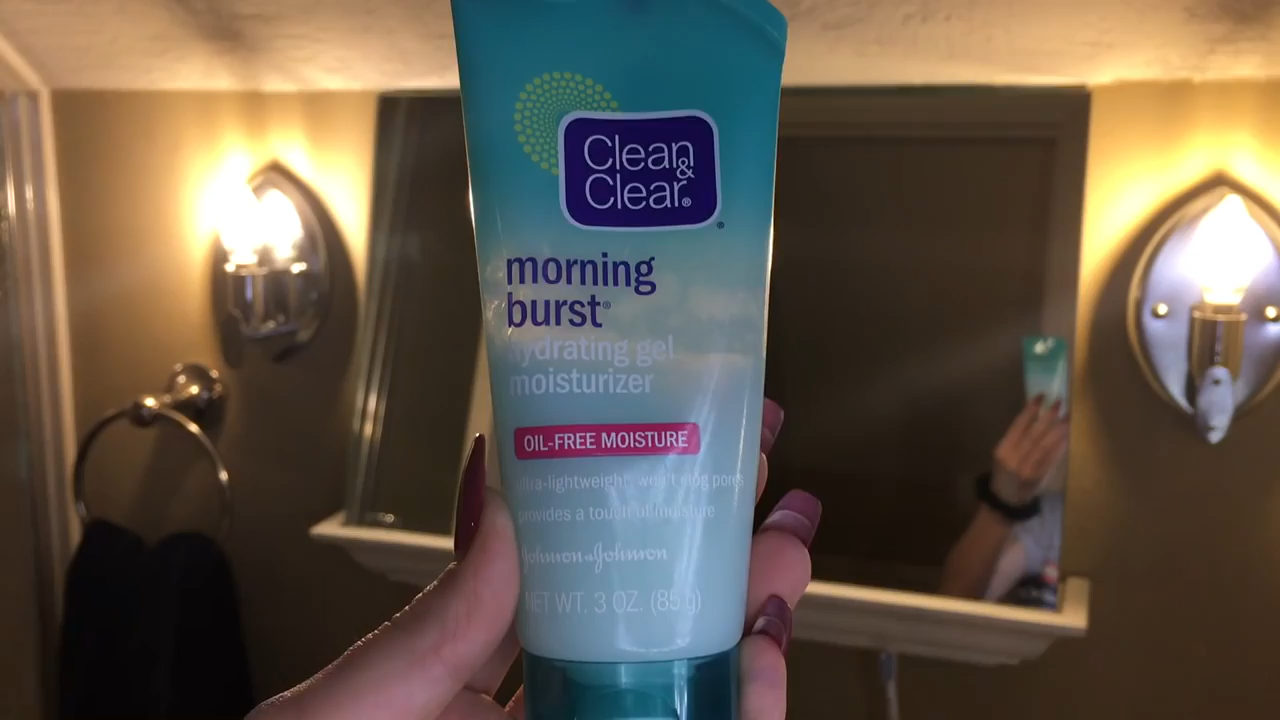 Clean
&
Clear®
®
morning
burst®
hydrating gel
moisturizer
OIL-FREE MOISTURE
ultra-lightweight, won't clog pores
provides a touch of moisture
Johnson & Johnson
NET WT. 3 OZ. (85 g)